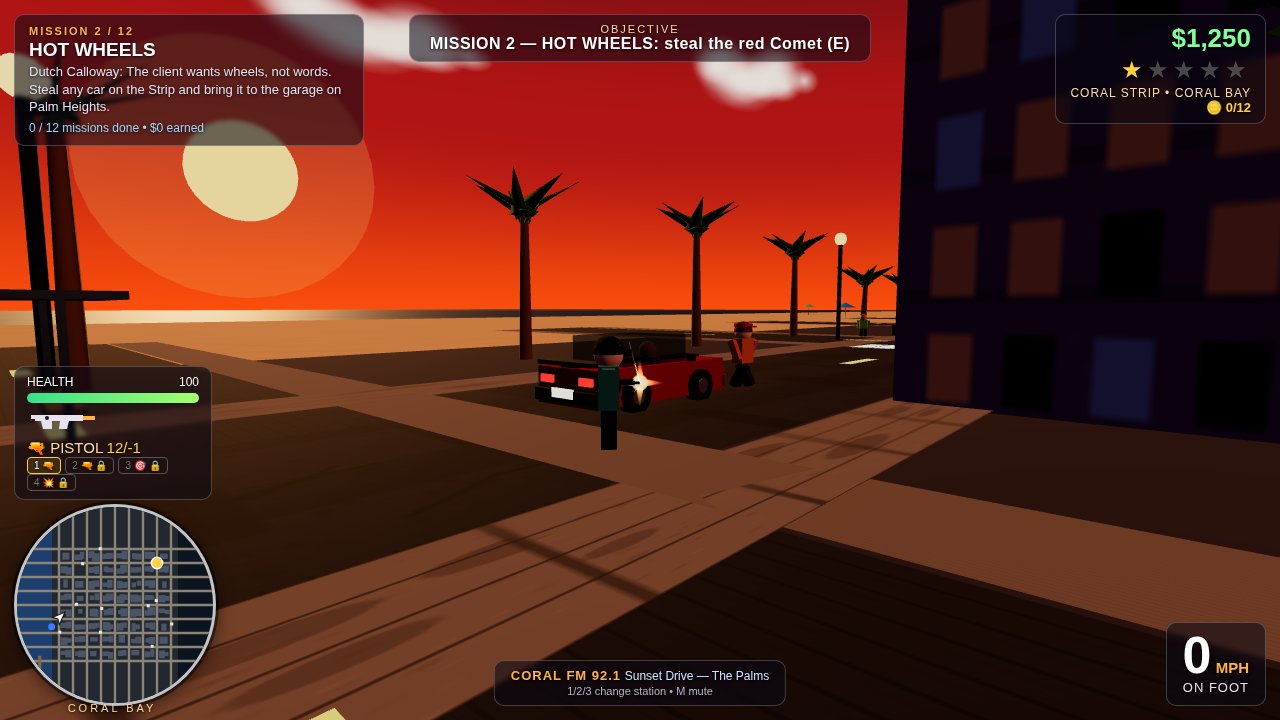 MISSION 2 / 12
HOT WHEELS
Dutch Calloway: The client wants wheels, not words.
Steal any car on the Strip and bring it to the garage on
Palm Heights.
0 / 12 missions done • $0 earned
OBJECTIVE
MISSION 2 — HOT WHEELS: steal the red Comet (E)
$1,250
CORAL STRIP • CORAL BAY
0/12
HEALTH 100
PISTOL 12/-1
1
2
3
4
CORAL BAY
CORAL FM 92.1 Sunset Drive — The Palms
1/2/3 change station • M mute
0 MPH
ON FOOT